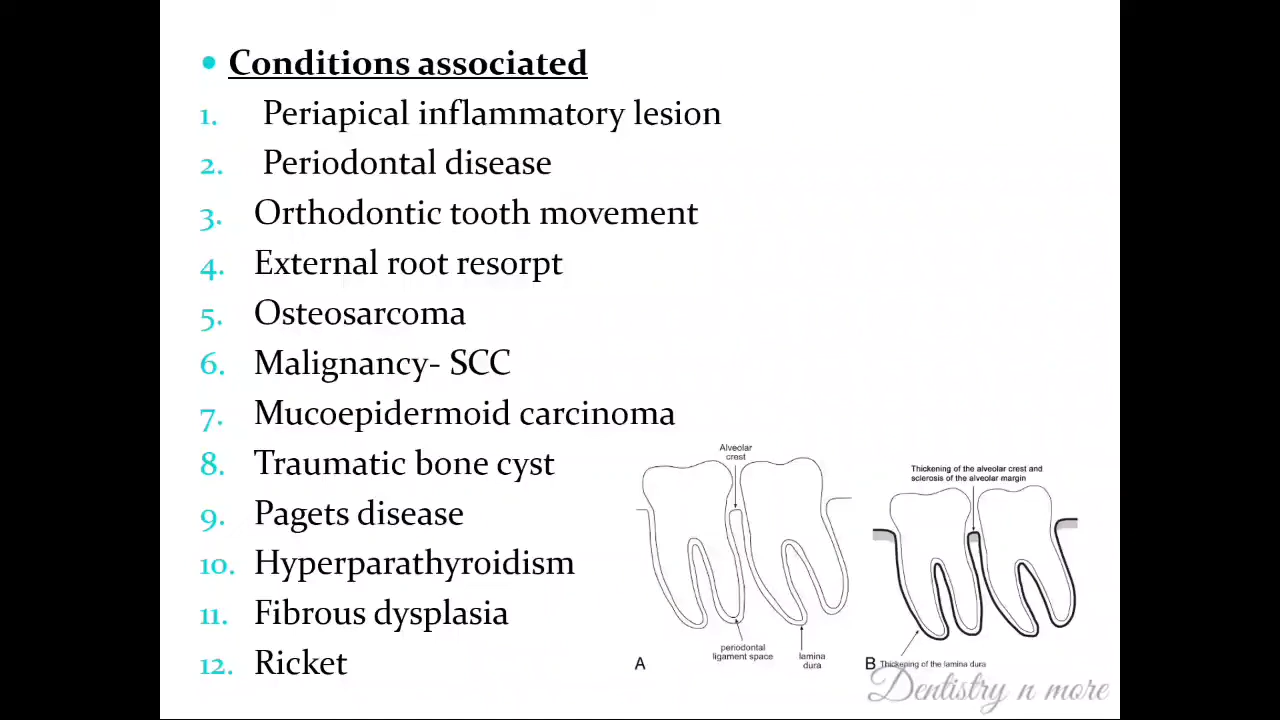 • Conditions associated
1. Periapical inflammatory lesion
2. Periodontal disease
3. Orthodontic tooth movement
4. External root resorpt
5. Osteosarcoma
6. Malignancy- SCC
7. Mucoepidermoid carcinoma
8. Traumatic bone cyst
9. Pagets disease
10. Hyperparathyroidism
11. Fibrous dysplasia
12. Ricket
Alveolar
crest
periodontal
ligament space
lamina
dura
A
Thickening of the alveolar crest and
sclerosis of the alveolar margin
B Thickening of the lamina dura
Dentistry n more